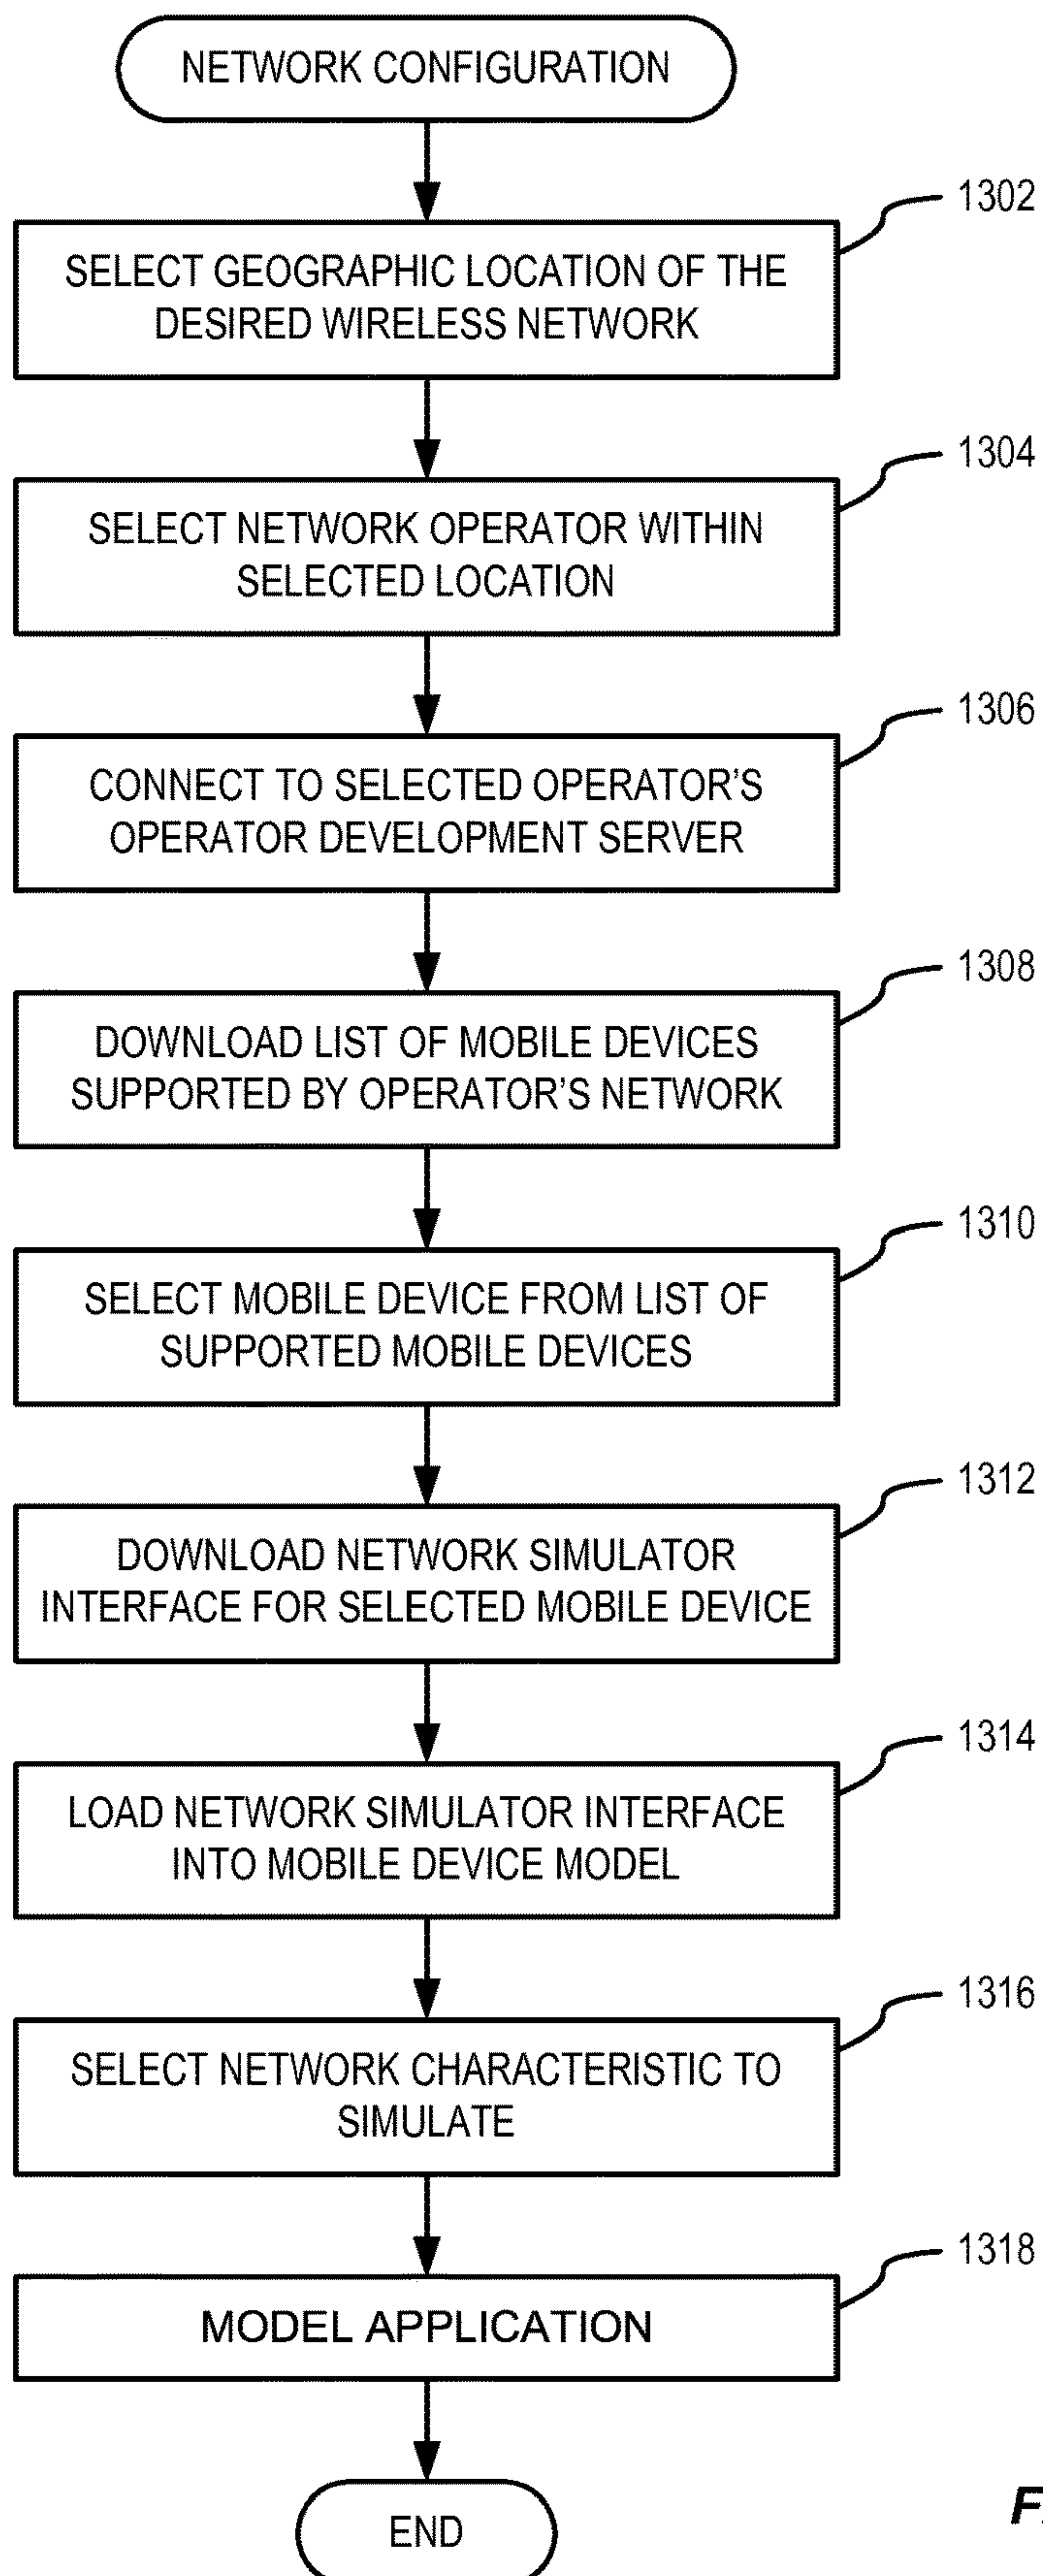 NETWORK CONFIGURATION
1302
SELECT GEOGRAPHIC LOCATION OF THE
DESIRED WIRELESS NETWORK
1304
SELECT NETWORK OPERATOR WITHIN
SELECTED LOCATION
1306
CONNECT TO SELECTED OPERATOR'S
OPERATOR DEVELOPMENT SERVER
1308
DOWNLOAD LIST OF MOBILE DEVICES
SUPPORTED BY OPERATOR'S NETWORK
1310
SELECT MOBILE DEVICE FROM LIST OF
SUPPORTED MOBILE DEVICES
1312
DOWNLOAD NETWORK SIMULATOR
INTERFACE FOR SELECTED MOBILE DEVICE
1314
LOAD NETWORK SIMULATOR INTERFACE
INTO MOBILE DEVICE MODEL
1316
SELECT NETWORK CHARACTERISTIC TO
SIMULATE
1318
MODEL APPLICATION
END